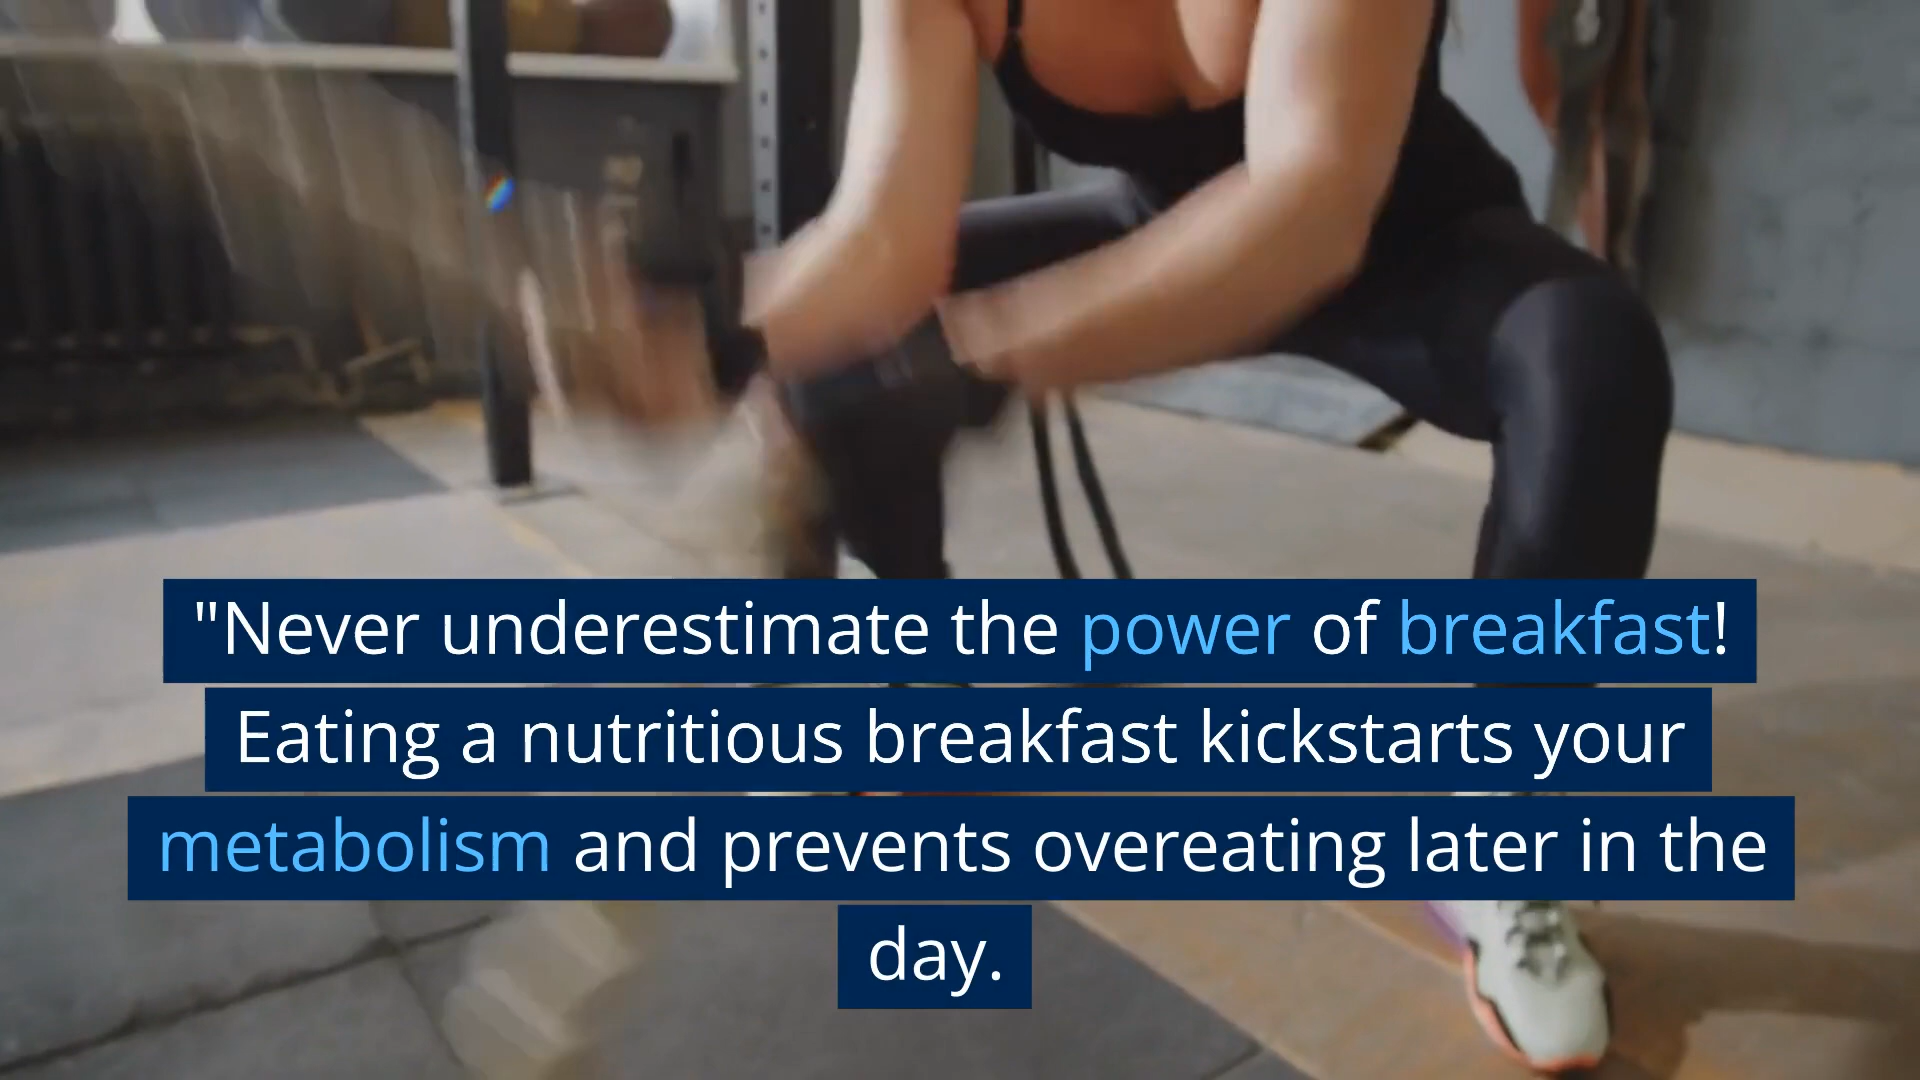 "Never underestimate the power of breakfast!
Eating a nutritious breakfast kickstarts your
metabolism and prevents overeating later in the
day.